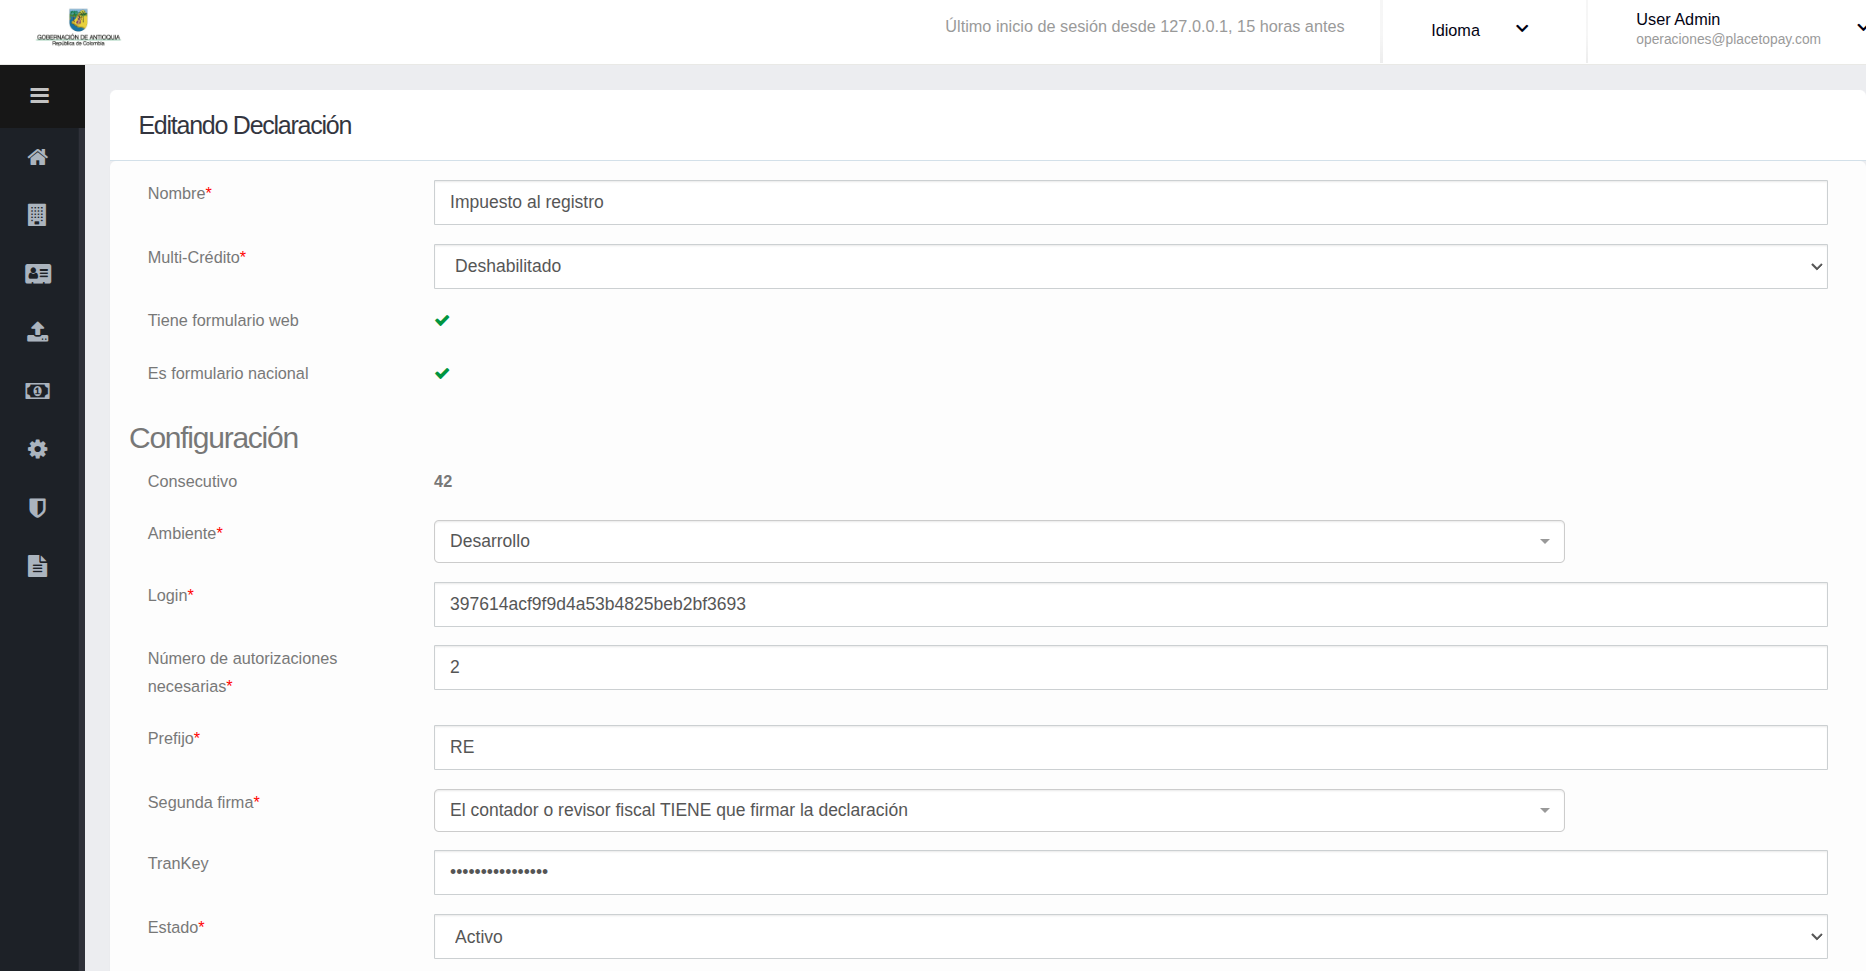 GOBERNACIÓN DE ANTIOQUIA
República de Colombia
Último inicio de sesión desde 127.0.0.1, 15 horas antes
Idioma
User Admin
operaciones@placetopay.com
Editando Declaración
Nombre*
Impuesto al registro
Multi-Crédito*
Deshabilitado
Tiene formulario web
Es formulario nacional
Configuración
Consecutivo
42
Ambiente*
Desarrollo
Login*
397614acf9f9d4a53b4825beb2bf3693
Número de autorizaciones
necesarias*
2
Prefijo*
RE
Segunda firma*
El contador o revisor fiscal TIENE que firmar la declaración
TranKey
••••••••••••••••
Estado*
Activo